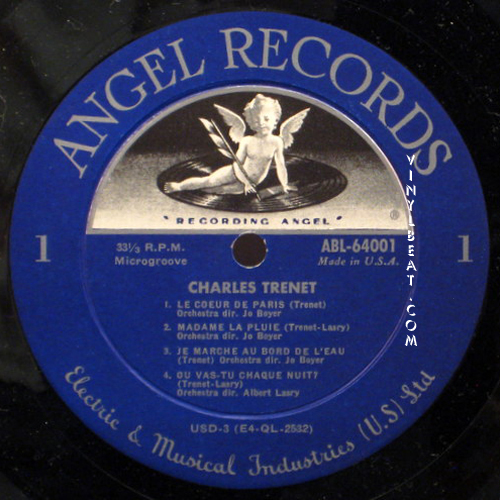 ANGEL RECORDS
"RECORDING ANGEL"
®
33⅓ R.P.M.
Microgroove
ABL-64001
Made in U.S.A.
1
1
CHARLES TRENET
1. LE COEUR DE PARIS (Trenet)
Orchestra dir. Jo Boyer
2. MADAME LA PLUIE (Trenet-Lasry)
Orchestra dir. Jo Boyer
3. JE MARCHE AU BORD DE L'EAU
(Trenet) Orchestra dir. Jo Boyer
4. OU VAS-TU CHAQUE NUIT?
(Trenet-Lasry)
Orchestra dir. Albert Lasry
USD-3 (E4-QL-2532)
Electric & Musical Industries (U.S) Ltd
VINYLBEAT.COM